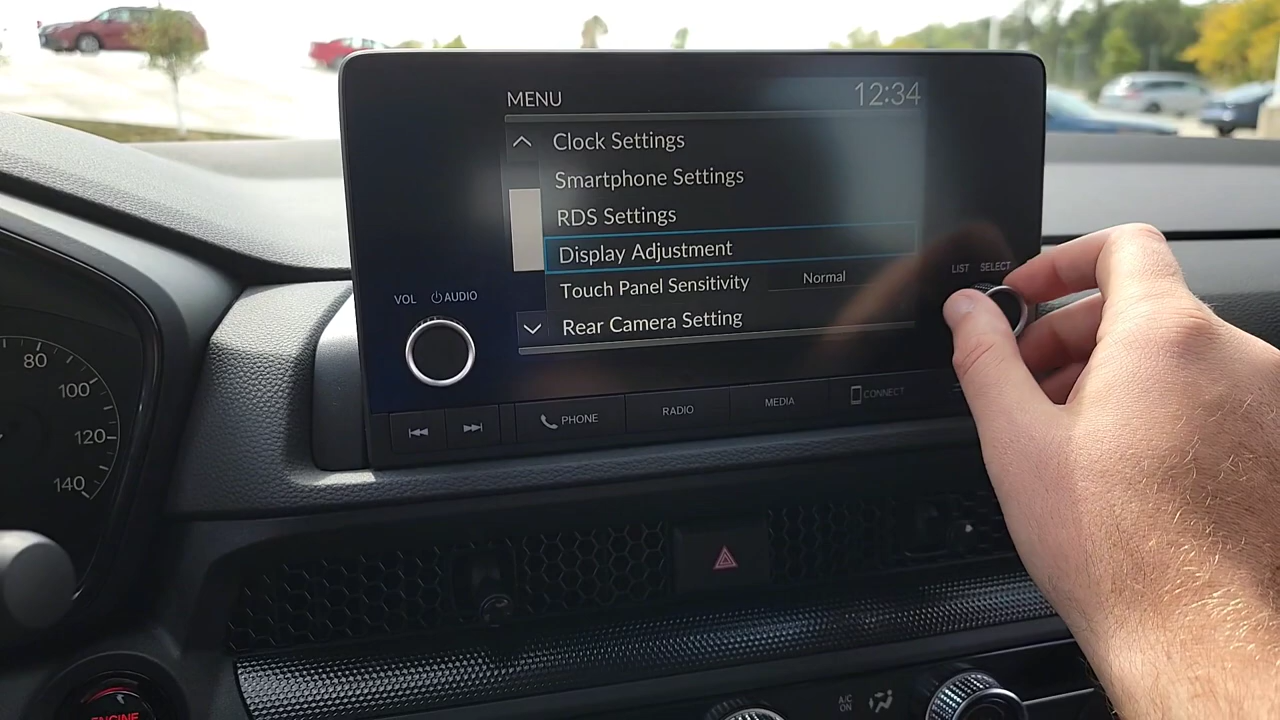 MENU
12:34
Clock Settings
Smartphone Settings
RDS Settings
Display Adjustment
Touch Panel Sensitivity
Normal
Rear Camera Setting
VOL
AUDIO
LIST SELECT
PHONE
RADIO
MEDIA
CONNECT
80
100
120
140
A/C
ON
ENGINE